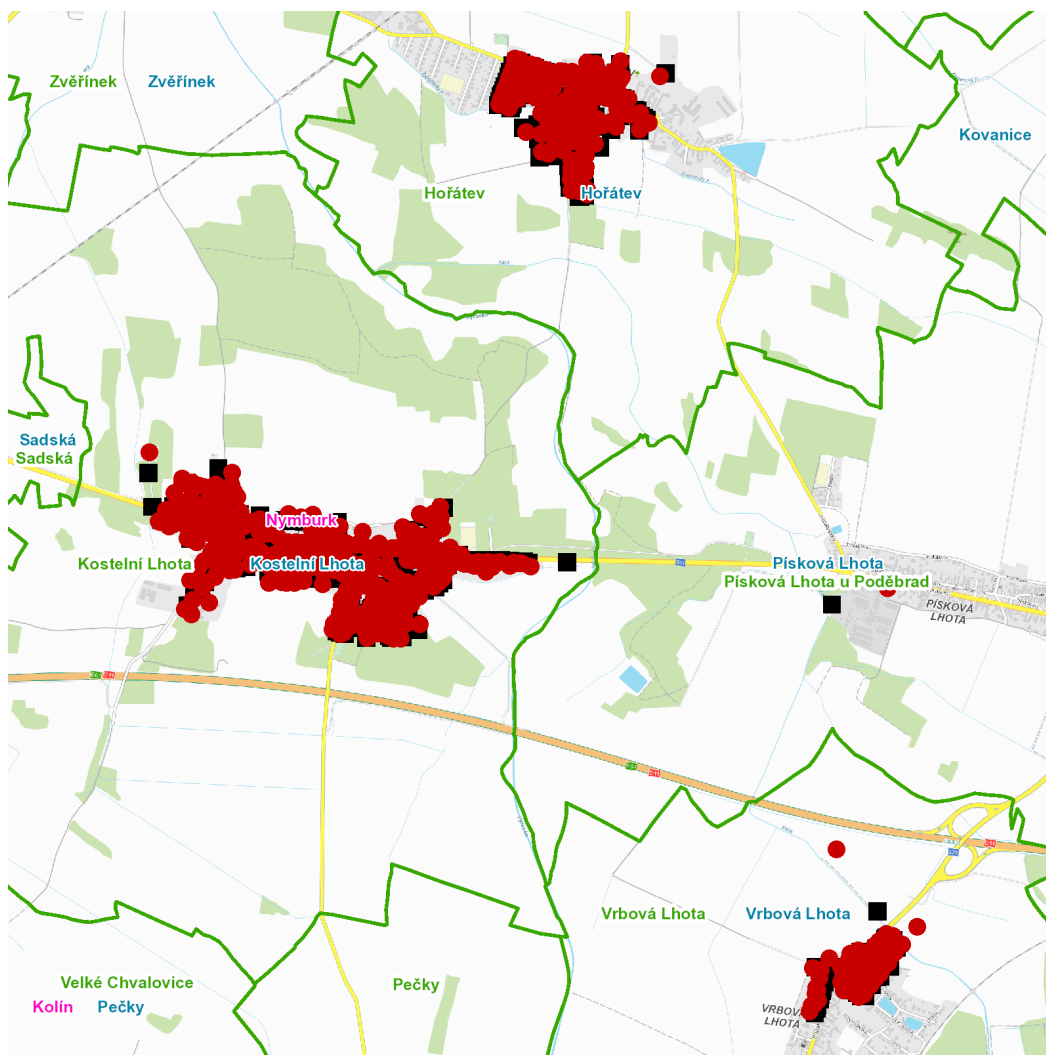 Zvěřínek Zvěřínek
Kovanice
Hořátev Hořátev
Sadská
Sadská
Nymburk
Kostelní Lhota Kostelní Lhota
Písková Lhota
Písková Lhota u Poděbrad
PÍSKOVÁ
LHOTA
Vrbová Lhota Vrbová Lhota
Velké Chvalovice
Pečky
Kolín Pečky
VRBOVÁ
LHOTA